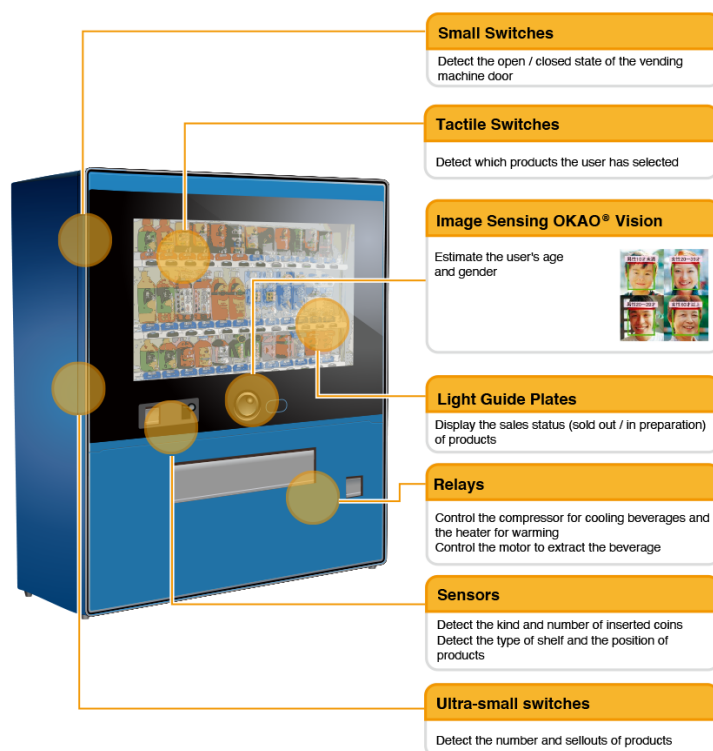 Small Switches
Detect the open / closed state of the vending
machine door
Tactile Switches
Detect which products the user has selected
Image Sensing OKAO® Vision
Estimate the user's age
and gender
Light Guide Plates
Display the sales status (sold out / in preparation)
of products
Relays
Control the compressor for cooling beverages and
the heater for warming
Control the motor to extract the beverage
Sensors
Detect the kind and number of inserted coins
Detect the type of shelf and the position of
products
Ultra-small switches
Detect the number and sellouts of products